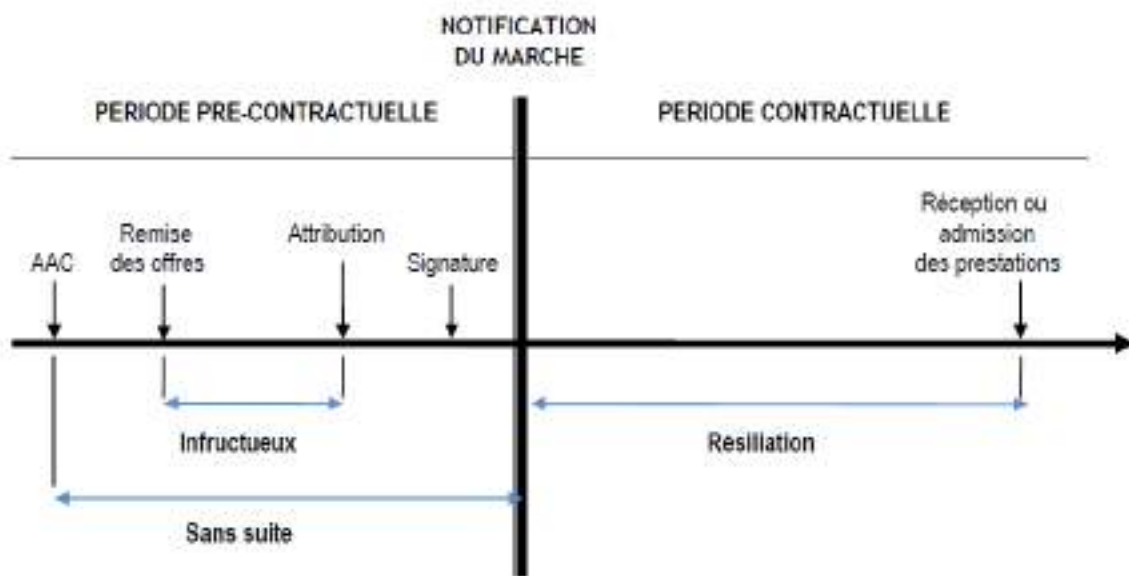 NOTIFICATION
DU MARCHE
PERIODE PRE-CONTRACTUELLE
PERIODE CONTRACTUELLE
AAC
Remise
des offres
Attribution
Signature
Réception ou
admission
des prestations
Infructueux
Resiliation
Sans suite